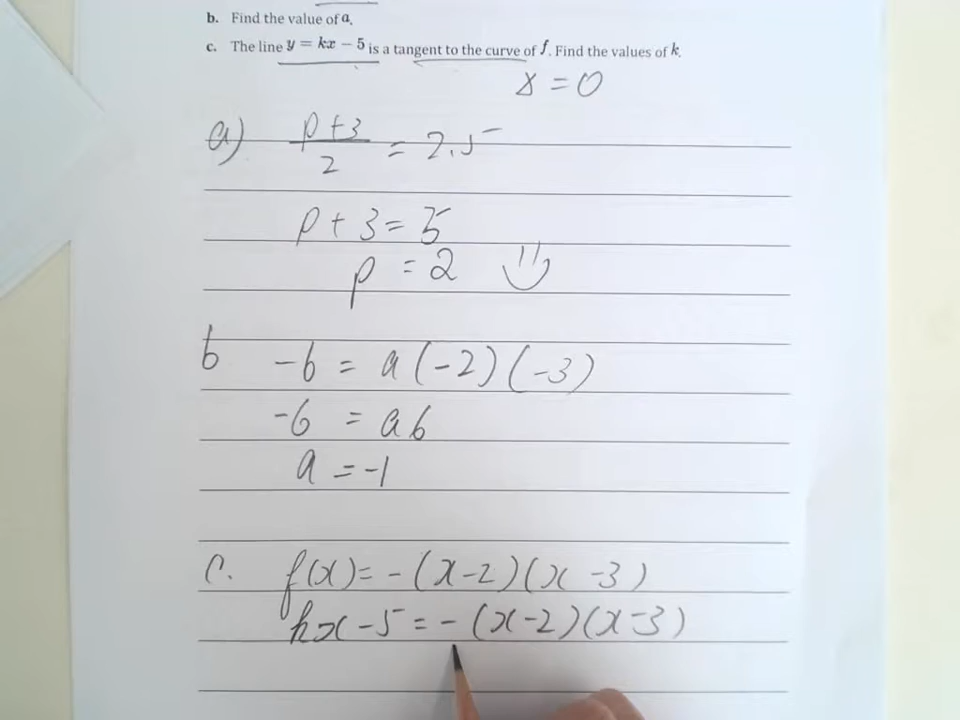 b. Find the value of a.
c. The line y = kx − 5 is a tangent to the curve of f. Find the values of k.
x = 0
a) p+3/2 = 2.5
p + 3 = 5
p = 2
b -6 = a(-2)(-3)
-6 = a6
a = -1
c. f(x) = -(x-2)(x-3)
kx-5 = -(x-2)(x-3)